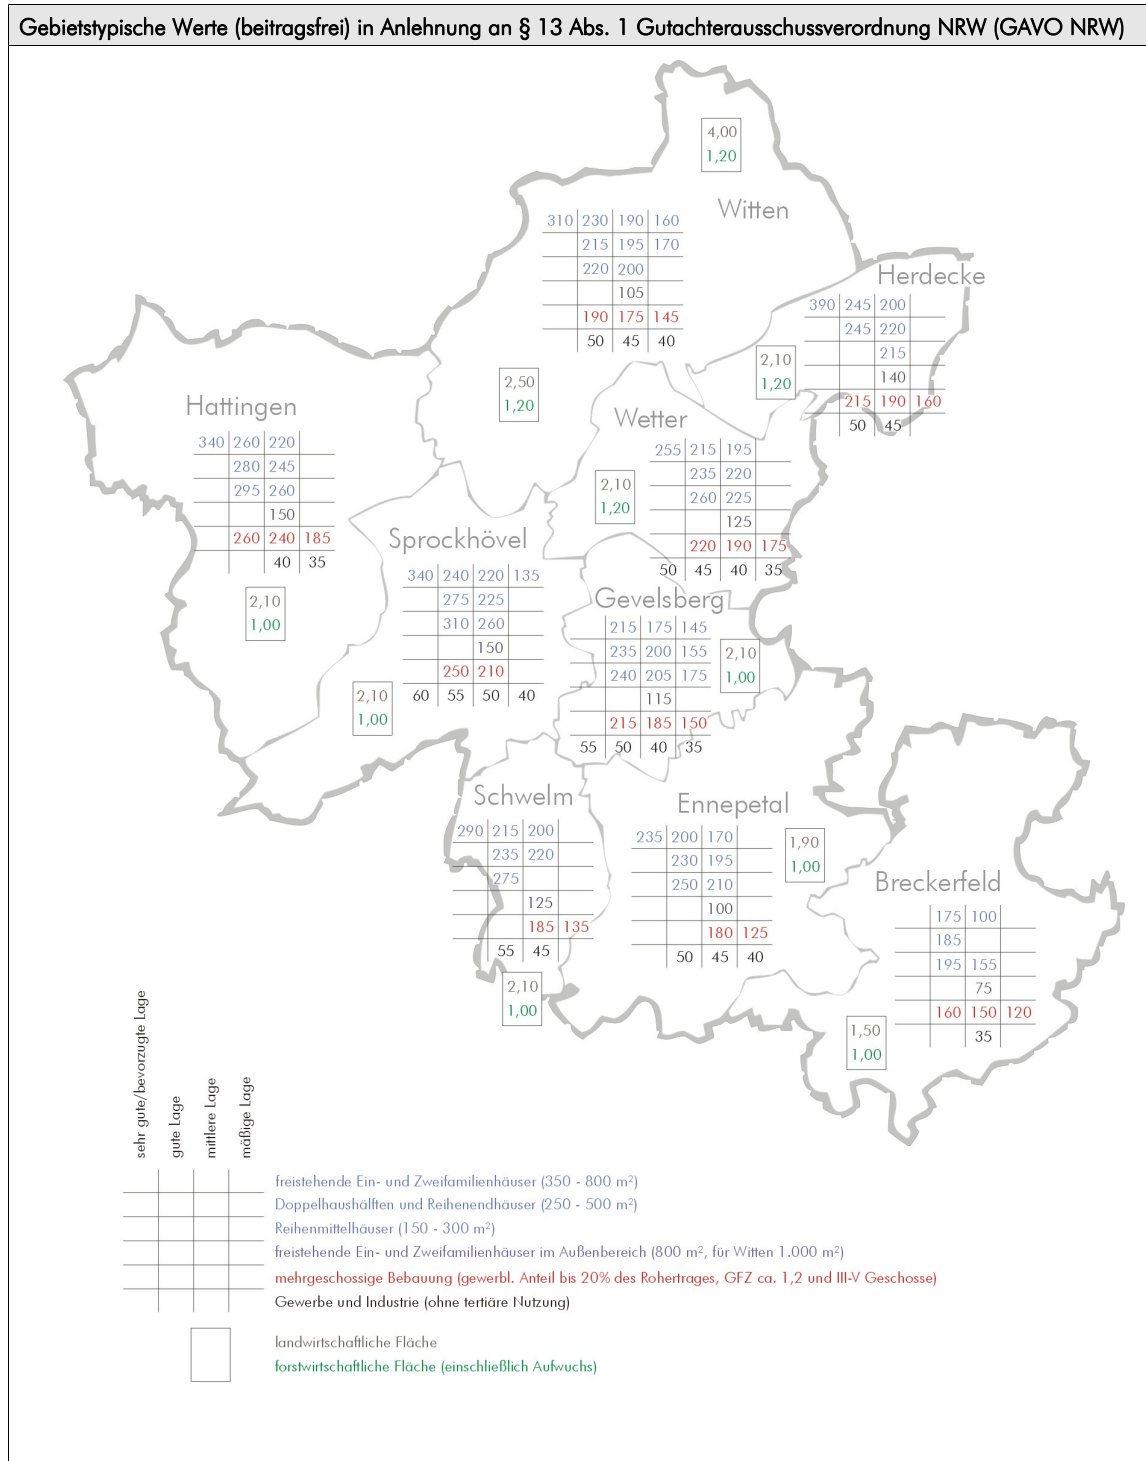 Gebietstypische Werte (beitragsfrei) in Anlehnung an § 13 Abs. 1 Gutachterausschussverordnung NRW (GAVO NRW)
4,00
1,20
Witten
310 230 190 160
215 195 170
220 200
105
190 175 145
50 45 40
2,50
1,20
Herdecke
390 245 200
245 220
215
140
215 190 160
50 45
2,10
1,20
Hattingen
340 260 220
280 245
295 260
150
260 240 185
40 35
2,10
1,00
Wetter
255 215 195
235 220
260 225
125
220 190 175
50 45 40 35
2,10
1,20
Sprockhövel
340 240 220 135
275 225
310 260
150
250 210
60 55 50 40
2,10
1,00
Gevelsberg
215 175 145
235 200 155
240 205 175
115
215 185 150
55 50 40 35
2,10
1,00
Schwelm
290 215 200
235 220
275
125
185 135
55 45
2,10
1,00
Ennepetal
235 200 170
230 195
250 210
100
180 125
50 45 40
1,90
1,00
Breckerfeld
175 100
185
195 155
75
160 150 120
35
1,50
1,00
sehr gute/bevorzugte Lage
gute Lage
mittlere Lage
mäßige Lage
freistehende Ein- und Zweifamilienhäuser (350 - 800 m²)
Doppelhaushälften und Reihenendhäuser (250 - 500 m²)
Reihenmittelhäuser (150 - 300 m²)
freistehende Ein- und Zweifamilienhäuser im Außenbereich (800 m², für Witten 1.000 m²)
mehrgeschossige Bebauung (gewerbl. Anteil bis 20% des Rohertrages, GFZ ca. 1,2 und III-V Geschosse)
Gewerbe und Industrie (ohne tertiäre Nutzung)
landwirtschaftliche Fläche
forstwirtschaftliche Fläche (einschließlich Aufwuchs)